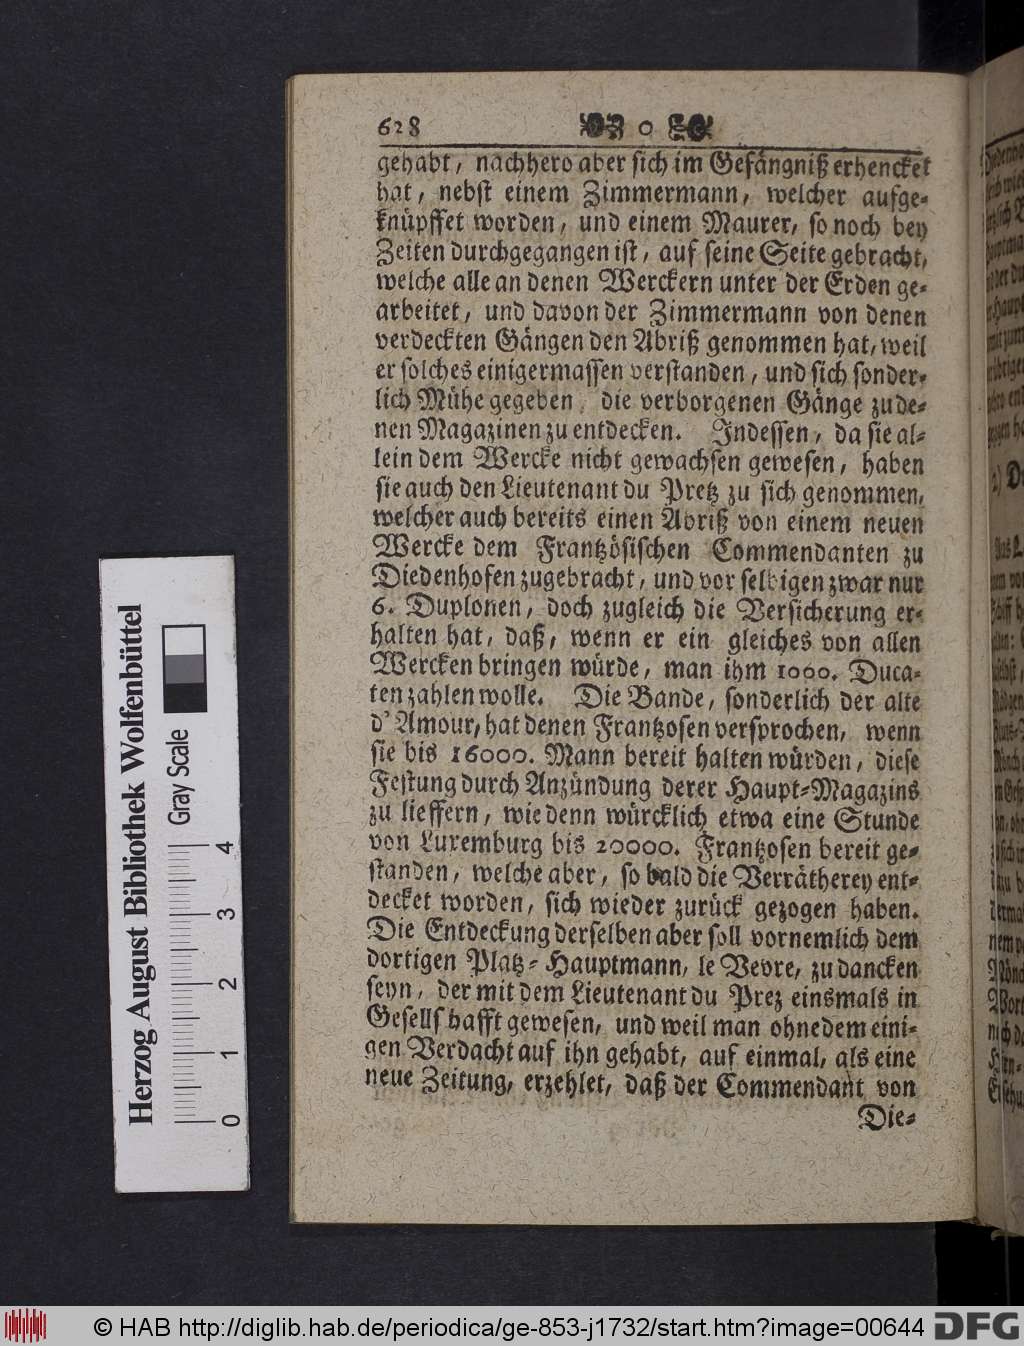 628 o
gehabt, nachhero aber sich im Gefängniß erhencket
hat, nebst einem Zimmermann, welcher aufge-
knüpffet worden, und einem Maurer, so noch bey
Zeiten durchgegangen ist, auf seine Seite gebracht,
welche alle an denen Werckern unter der Erden ge-
arbeitet, und davon der Zimmermann von denen
verdeckten Gängen den Abriß genommen hat, weil
er solches einigermassen verstanden, und sich sonder-
lich Mühe gegeben die verborgenen Gänge zu de-
nen Magazinen zu entdecken. Indessen, da sie al-
lein dem Wercke nicht gewachsen gewesen, haben
sie auch den Lieutenant du Pretz zu sich genommen,
welcher auch bereits einen Abriß von einem neuen
Wercke dem Frantzösischen Commendanten zu
Diedenhofen zugebracht, und vor selbigen zwar nur
6. Duplonen, doch zugleich die Versicherung er-
halten hat, daß, wenn er ein gleiches von allen
Wercken bringen würde, man ihm 1000. Duca-
ten zahlen wolle. Die Bande, sonderlich der alte
d'Amour, hat denen Frantzosen versprochen, wenn
sie bis 16000. Mann bereit halten würden, diese
Festung durch Anzündung derer Haupt-Magazins
zu lieffern, wie denn würcklich etwa eine Stunde
von Luxemburg bis 20000. Frantzosen bereit ge-
standen, welche aber, so bald die Verrätherey ent-
decket worden, sich wieder zurück gezogen haben.
Die Entdeckung derselben aber soll vornemlich dem
dortigen Platz-Hauptmann, le Vevre, zu dancken
seyn, der mit dem Lieutenant du Prez einsmals in
Gesellschafft gewesen, und weil man ohnedem eini-
gen Verdacht auf ihn gehabt, auf einmal, als eine
neue Zeitung, erzehlet, daß der Commendant von
Die-
Herzog August Bibliothek Wolfenbüttel
Gray Scale
0 1 2 3 4
© HAB http://diglib.hab.de/periodica/ge-853-j1732/start.htm?image=00644 DFG